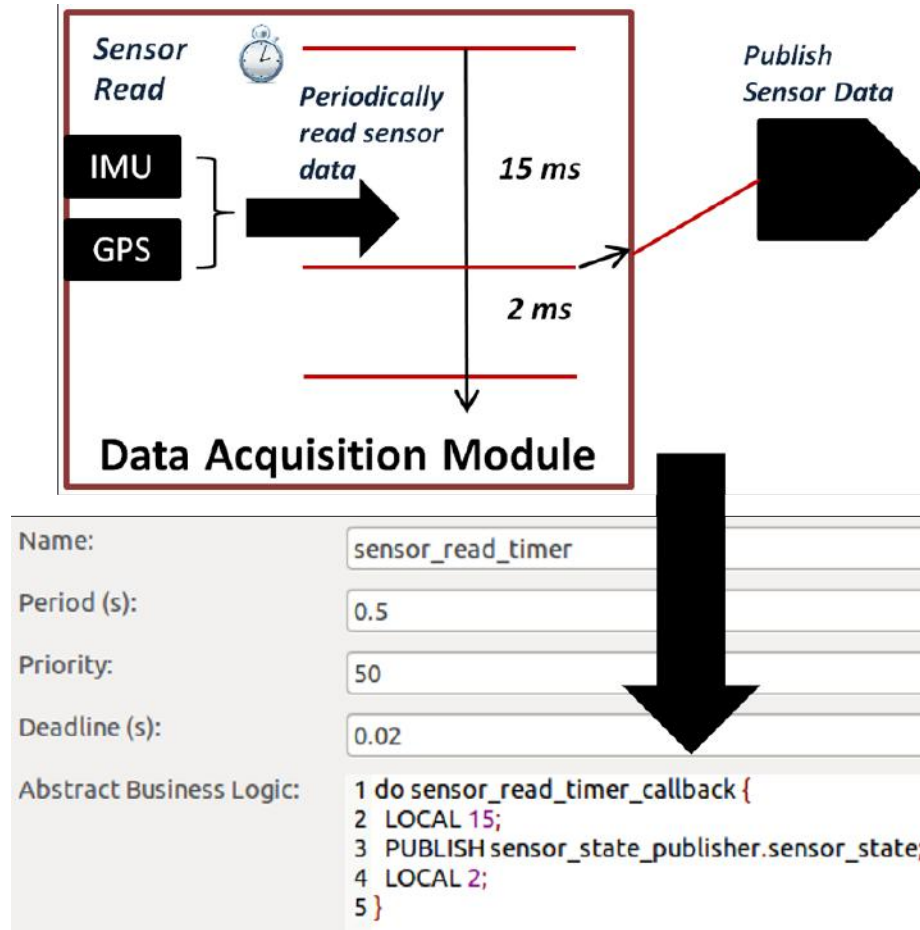 Sensor
Read
IMU
GPS
Periodically
read sensor
data
15 ms
2 ms
Data Acquisition Module
Publish
Sensor Data
Name:
sensor_read_timer
Period (s):
0.5
Priority:
50
Deadline (s):
0.02
Abstract Business Logic:
1 do sensor_read_timer_callback {
2 LOCAL 15;
3 PUBLISH sensor_state_publisher.sensor_state;
4 LOCAL 2;
5 }